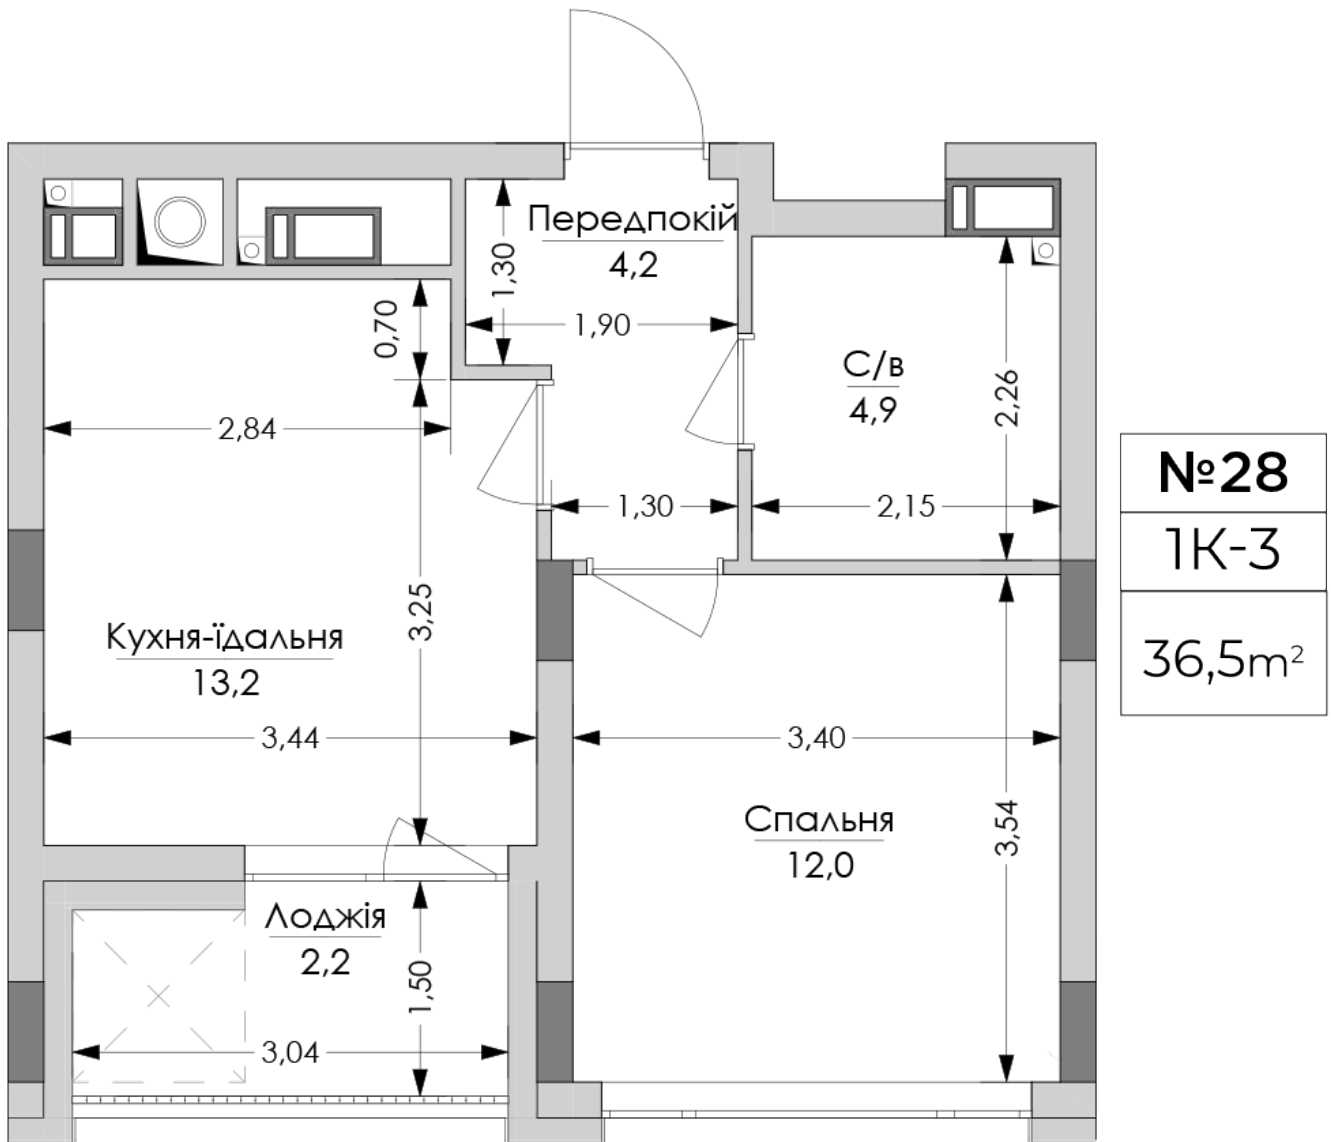 Передпокій
4,2
1,30
1,90
0,70
С/в
4,9
2,26
2,84
1,30
2,15
№28
1К-3
36,5m²
3,25
Кухня-їдальня
13,2
3,44
3,40
Спальня
12,0
3,54
Лоджія
2,2
1,50
3,04